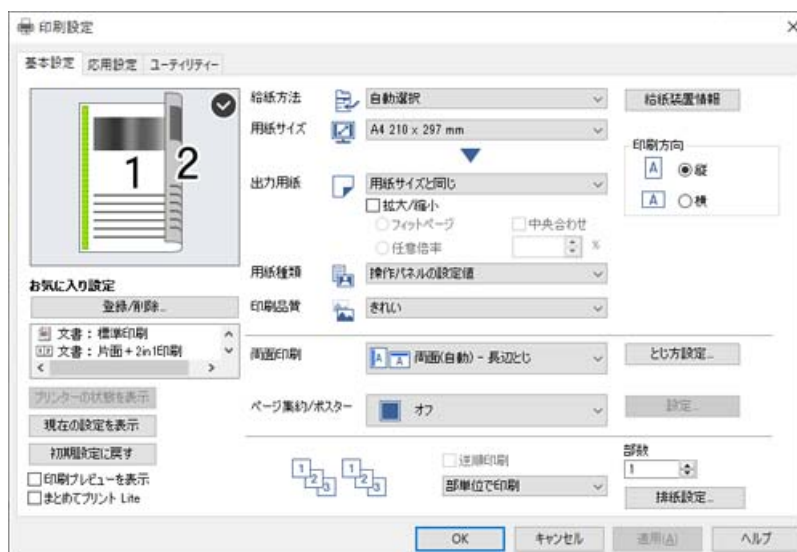 印刷設定
基本設定 応用設定 ユーティリティー
1 2
給紙方法 自動選択 給紙装置情報
用紙サイズ A4 210 x 297 mm
印刷方向
A 縦
A 横
出力用紙 用紙サイズと同じ
拡大/縮小
フィットページ 中央合わせ
任意倍率 %
用紙種類 操作パネルの設定値
印刷品質 きれい
お気に入り設定
登録/削除...
文書：標準印刷
文書：片面+2in1印刷
プリンターの状態を表示
現在の設定を表示
初期設定に戻す
印刷プレビューを表示
まとめてプリント Lite
両面印刷 A A 両面(自動) - 長辺とじ とじ方設定...
ページ集約/ポスター オフ 設定...
1 2 3 1 2 3
逆順印刷
部単位で印刷
部数
1
排紙設定...
OK キャンセル 適用(A) ヘルプ